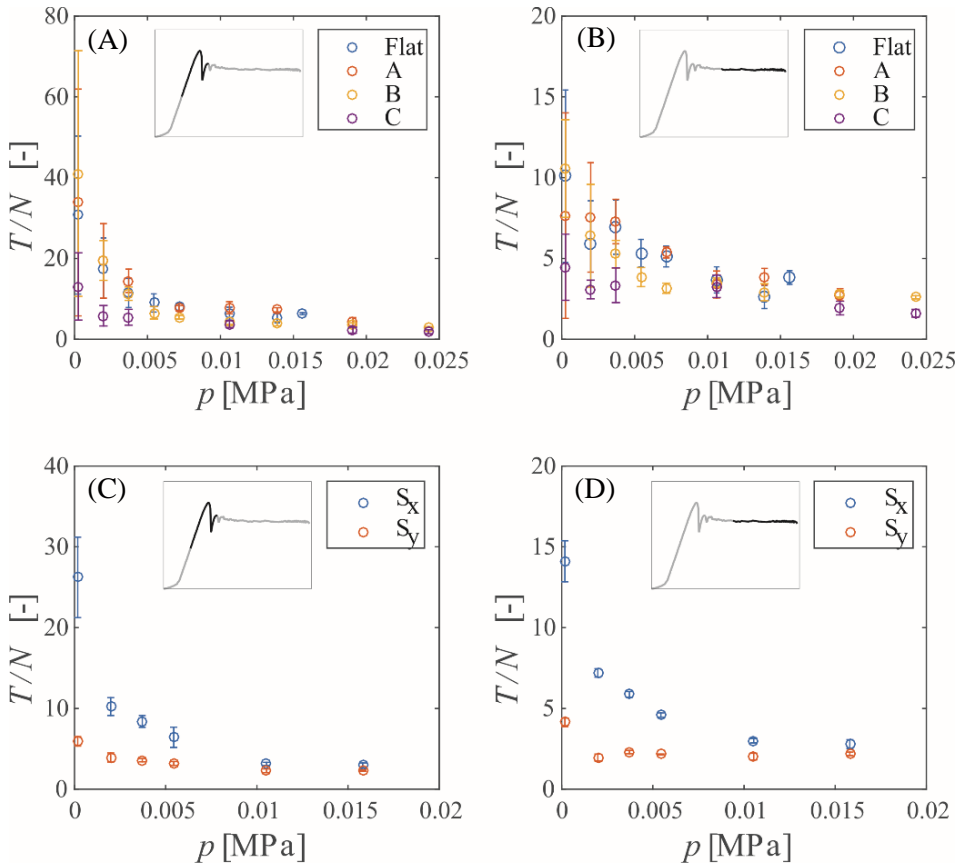 (A)
Flat
A
B
C
T/N [-]
80
60
40
20
0
0 0.005 0.01 0.015 0.02 0.025
p [MPa]
(B)
Flat
A
B
C
T/N [-]
20
15
10
5
0
0 0.005 0.01 0.015 0.02 0.025
p [MPa]
(C)
Sx
Sy
T/N [-]
40
30
20
10
0
0 0.005 0.01 0.015 0.02
p [MPa]
(D)
Sx
Sy
T/N [-]
20
15
10
5
0
0 0.005 0.01 0.015 0.02
p [MPa]